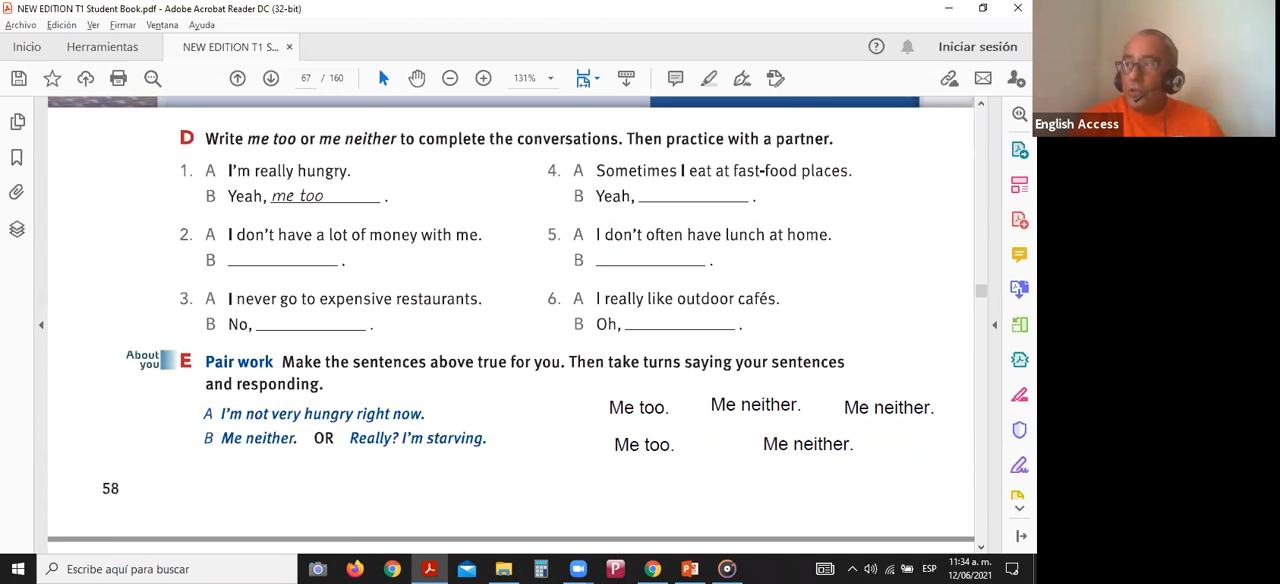 NEW EDITION T1 Student Book.pdf - Adobe Acrobat Reader DC (32-bit)
Archivo Edición Ver Firmar Ventana Ayuda
Inicio Herramientas NEW EDITION T1 S... × Iniciar sesión
67 / 160 131%
English Access
D Write me too or me neither to complete the conversations. Then practice with a partner.
1. A I'm really hungry.
B Yeah, me too .
2. A I don't have a lot of money with me.
B ____________ .
3. A I never go to expensive restaurants.
B No, ____________ .
4. A Sometimes I eat at fast-food places.
B Yeah, ____________ .
5. A I don't often have lunch at home.
B ____________ .
6. A I really like outdoor cafés.
B Oh, ____________ .
About you
E Pair work Make the sentences above true for you. Then take turns saying your sentences
and responding.
A I'm not very hungry right now.
B Me neither. OR Really? I'm starving.
Me too. Me neither. Me neither.
Me too. Me neither.
58
Escribe aquí para buscar
ESP
11:34 a. m.
12/06/2021